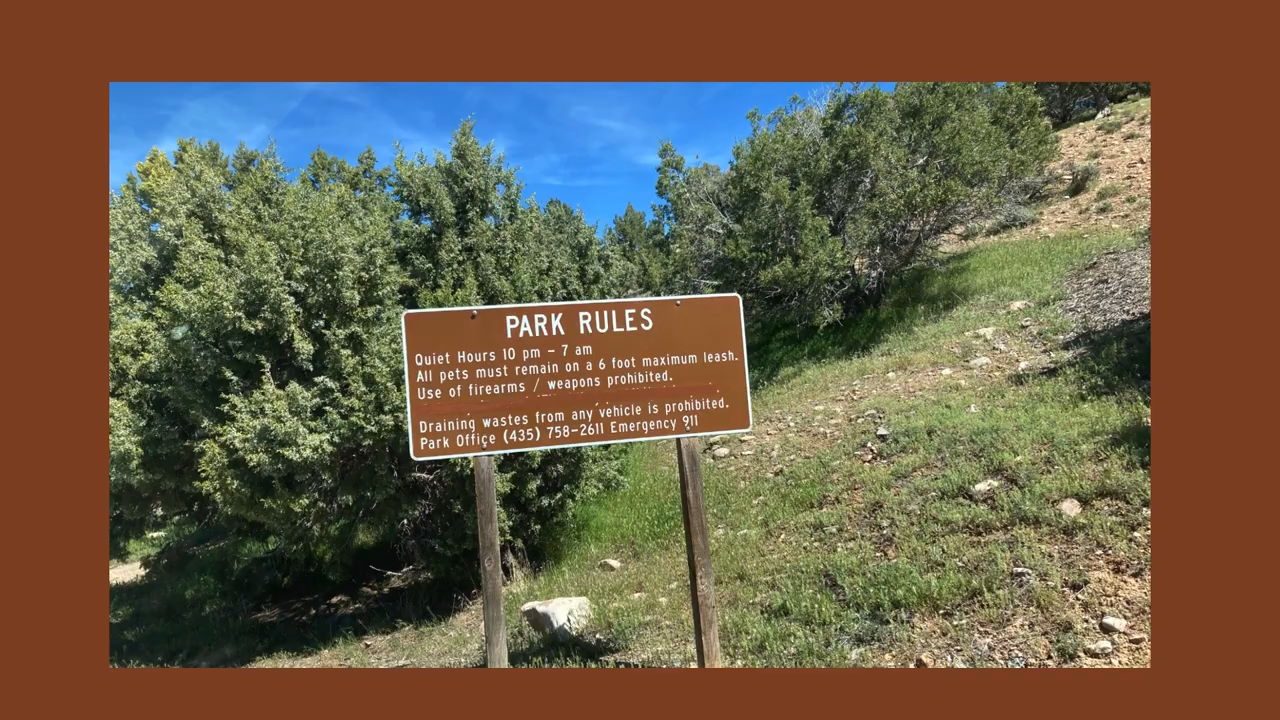 PARK RULES
Quiet Hours 10 pm – 7 am
All pets must remain on a 6 foot maximum leash.
Use of firearms / weapons prohibited.
Draining wastes from any vehicle is prohibited.
Park Office (435) 758-2611 Emergency 911